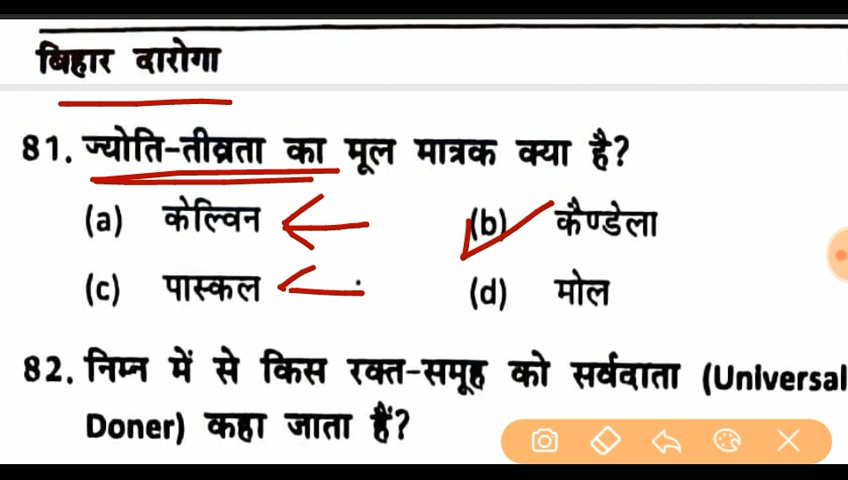 बिहार दारोगा
81. ज्योति-तीव्रता का मूल मात्रक क्या है?
(a) केल्विन (b) कैण्डेला
(c) पास्कल (d) मोल
82. निम्न में से किस रक्त-समूह को सर्वदाता (Universal
Doner) कहा जाता हैं?